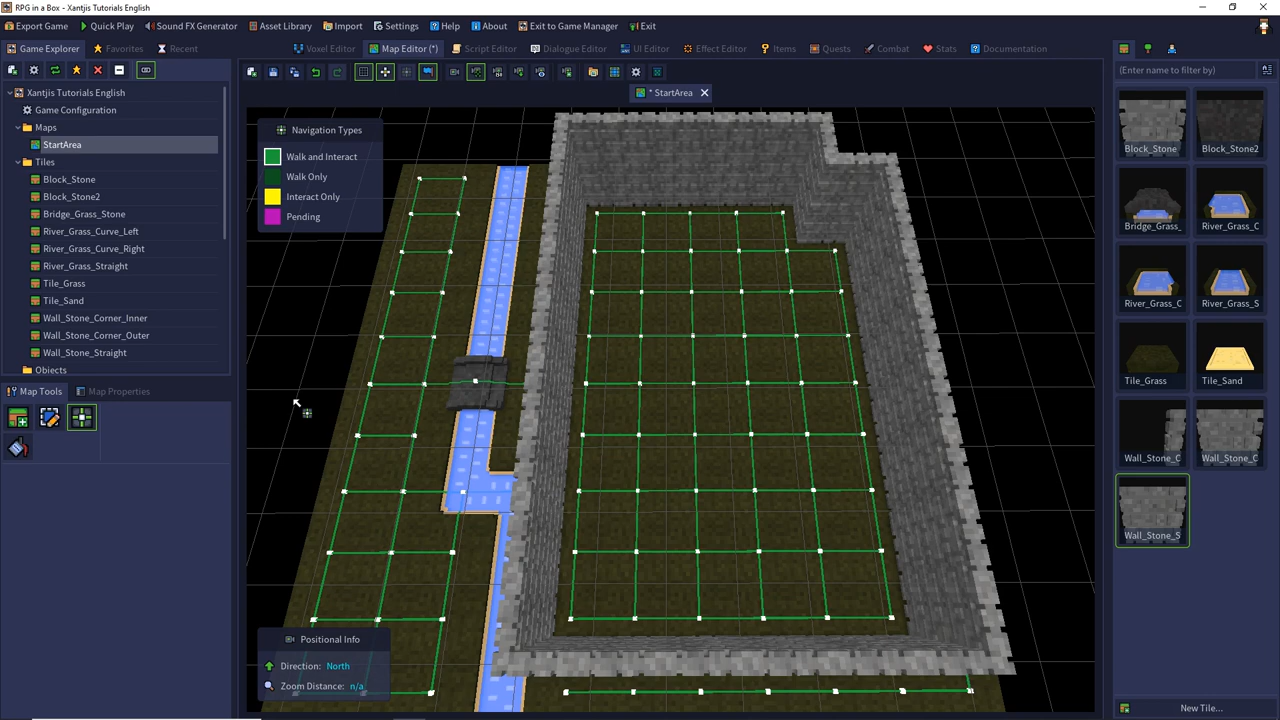 RPG in a Box - Xantjis Tutorials English
Export Game
Quick Play
Sound FX Generator
Asset Library
Import
Settings
Help
About
Exit to Game Manager
Exit
Game Explorer
Favorites
Recent
Voxel Editor
Map Editor (*)
Script Editor
Dialogue Editor
UI Editor
Effect Editor
Items
Quests
Combat
Stats
Documentation
* StartArea
(Enter name to filter by)
Xantjis Tutorials English
Game Configuration
Maps
StartArea
Tiles
Block_Stone
Block_Stone2
Bridge_Grass_Stone
River_Grass_Curve_Left
River_Grass_Curve_Right
River_Grass_Straight
Tile_Grass
Tile_Sand
Wall_Stone_Corner_Inner
Wall_Stone_Corner_Outer
Wall_Stone_Straight
Objects
Map Tools
Map Properties
Navigation Types
Walk and Interact
Walk Only
Interact Only
Pending
Positional Info
Direction: North
Zoom Distance: n/a
Block_Stone
Block_Stone2
Bridge_Grass_
River_Grass_C
River_Grass_C
River_Grass_S
Tile_Grass
Tile_Sand
Wall_Stone_C
Wall_Stone_C
Wall_Stone_S
New Tile...